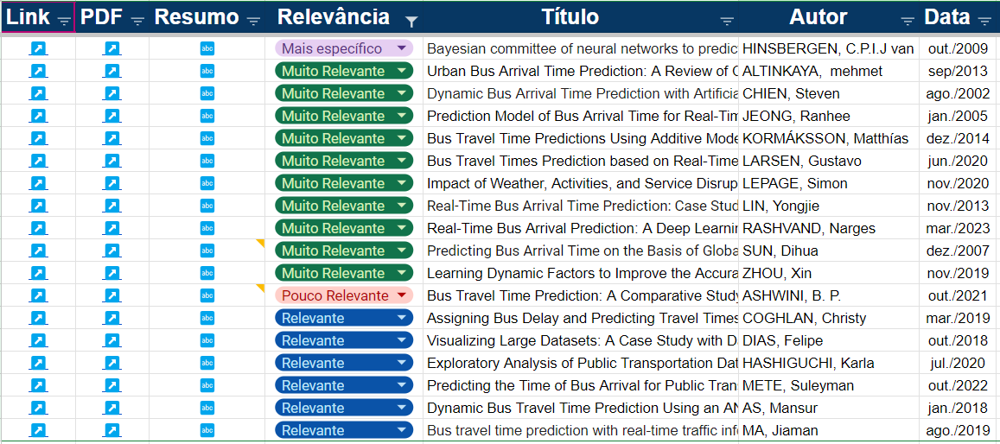 Link PDF Resumo Relevância Título Autor Data
abc Mais específico Bayesian committee of neural networks to predic HINSBERGEN, C.P.I.J van out./2009
abc Muito Relevante Urban Bus Arrival Time Prediction: A Review of C ALTINKAYA, mehmet sep/2013
abc Muito Relevante Dynamic Bus Arrival Time Prediction with Artificia CHIEN, Steven ago./2002
abc Muito Relevante Prediction Model of Bus Arrival Time for Real-Tim JEONG, Ranhee jan./2005
abc Muito Relevante Bus Travel Time Predictions Using Additive Mode KORMÁKSSON, Matthías dez./2014
abc Muito Relevante Bus Travel Times Prediction based on Real-Time LARSEN, Gustavo jun./2020
abc Muito Relevante Impact of Weather, Activities, and Service Disrup LEPAGE, Simon nov./2020
abc Muito Relevante Real-Time Bus Arrival Time Prediction: Case Stud LIN, Yongjie nov./2013
abc Muito Relevante Real-Time Bus Arrival Prediction: A Deep Learnin RASHVAND, Narges mar./2023
abc Muito Relevante Predicting Bus Arrival Time on the Basis of Globa SUN, Dihua dez./2007
abc Muito Relevante Learning Dynamic Factors to Improve the Accura ZHOU, Xin nov./2019
abc Pouco Relevante Bus Travel Time Prediction: A Comparative Study ASHWINI, B. P. out./2021
abc Relevante Assigning Bus Delay and Predicting Travel Times COGHLAN, Christy mar./2019
abc Relevante Visualizing Large Datasets: A Case Study with D DIAS, Felipe out./2018
abc Relevante Exploratory Analysis of Public Transportation Dat HASHIGUCHI, Karla jul./2020
abc Relevante Predicting the Time of Bus Arrival for Public Tran METE, Suleyman out./2022
abc Relevante Dynamic Bus Travel Time Prediction Using an AN AS, Mansur jan./2018
abc Relevante Bus travel time prediction with real-time traffic info MA, Jiaman ago./2019